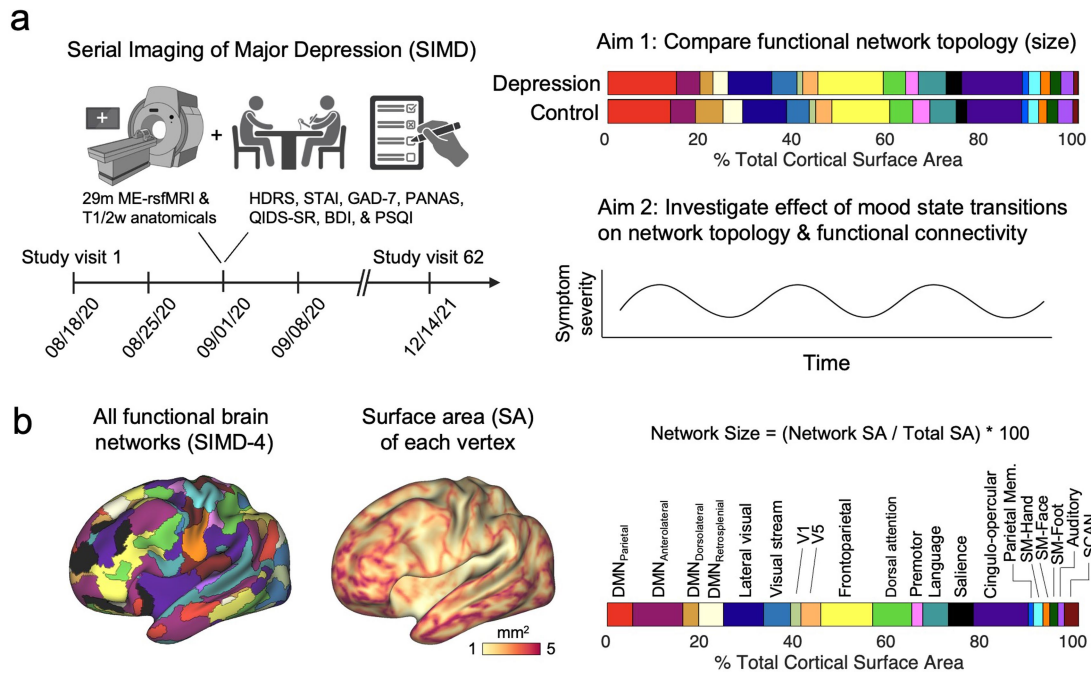 a
Serial Imaging of Major Depression (SIMD)
+
+
29m ME-rsfMRI &
T1/2w anatomicals
HDRS, STAI, GAD-7, PANAS,
QIDS-SR, BDI, & PSQI
Study visit 1
Study visit 62
08/18/20
08/25/20
09/01/20
09/08/20
12/14/21
Aim 1: Compare functional network topology (size)
Depression
Control
0 20 40 60 80 100
% Total Cortical Surface Area
Aim 2: Investigate effect of mood state transitions
on network topology & functional connectivity
Symptom
severity
Time
b
All functional brain
networks (SIMD-4)
Surface area (SA)
of each vertex
mm2
1 5
Network Size = (Network SA / Total SA) * 100
DMNParietal
DMNAnterolateral
DMNDorsolateral
DMNRetrosplenial
Lateral visual
Visual stream
V1
V5
Frontoparietal
Dorsal attention
Premotor
Language
Salience
Cingulo-opercular
Parietal Mem.
SM-Hand
SM-Face
SM-Foot
Auditory
SCAN
0 20 40 60 80 100
% Total Cortical Surface Area